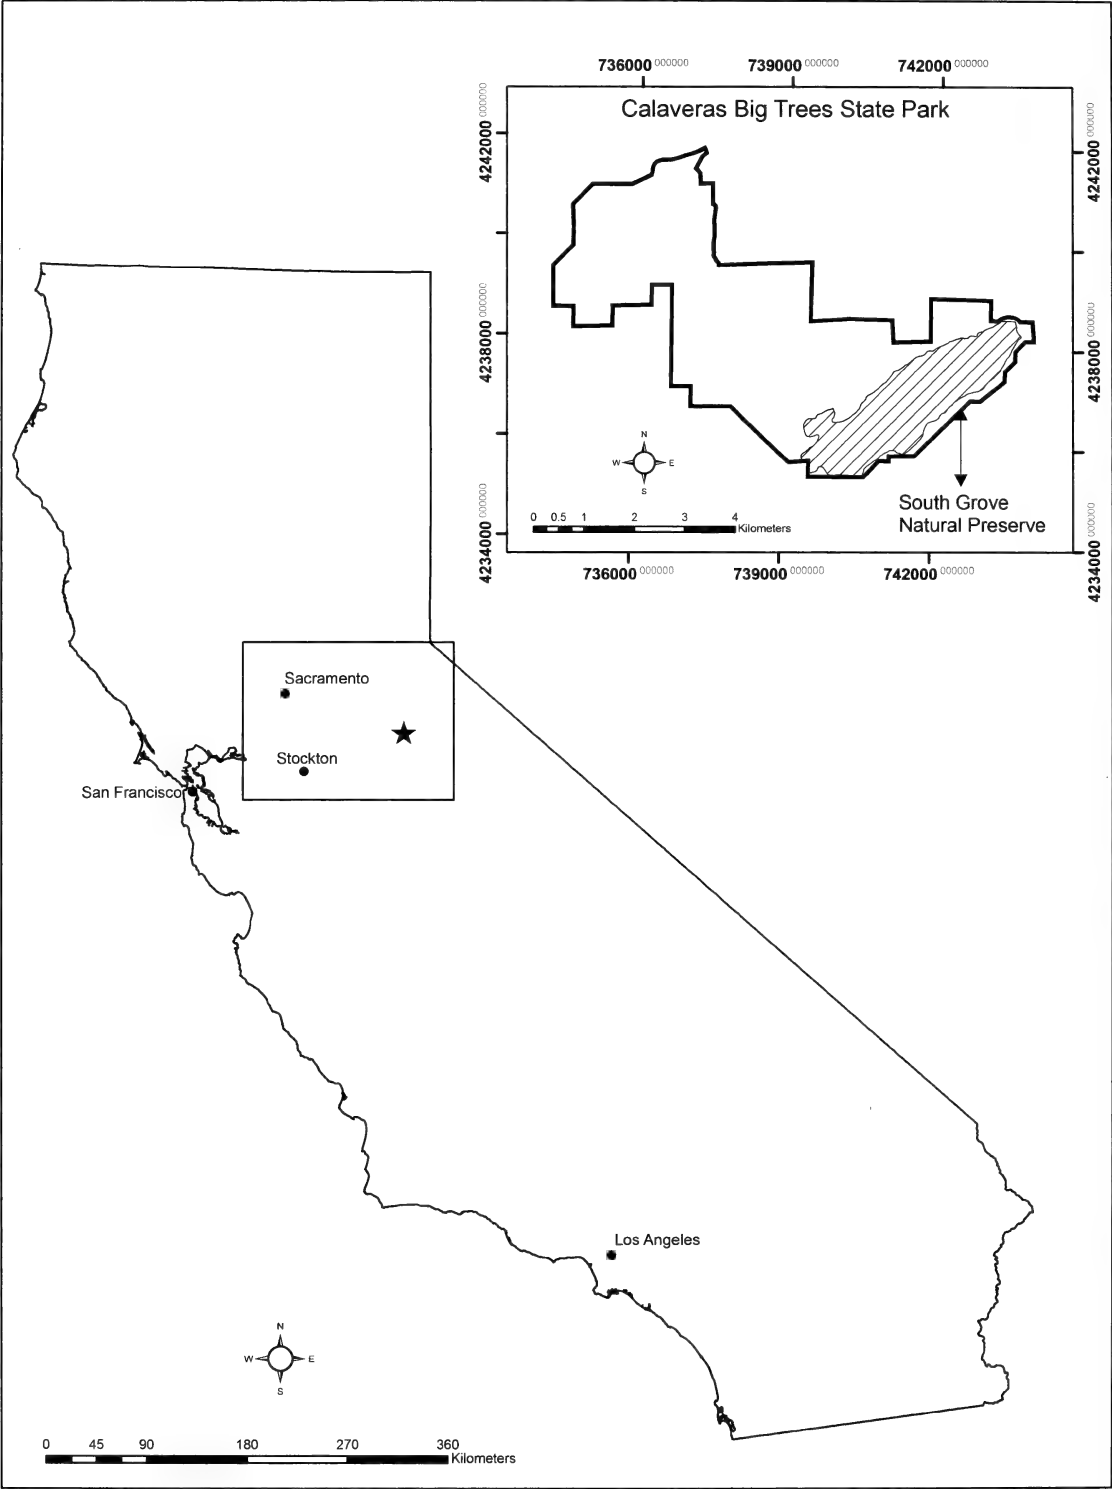 736000 000000 739000 000000 742000 000000
Calaveras Big Trees State Park
4242000 000000
4242000 000000
4238000 000000
4238000 000000
4234000 000000
4234000 000000
N
W E
S
0 0.5 1 2 3 4
Kilometers
South Grove
Natural Preserve
736000 000000 739000 000000 742000 000000
Sacramento
Stockton
San Francisco
Los Angeles
N
W E
S
0 45 90 180 270 360
Kilometers